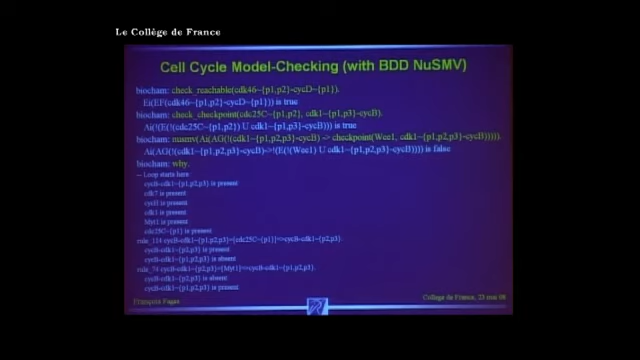 Le Collège de France
Cell Cycle Model-Checking (with BDD NuSMV)
biocham: check_reachable(cdk46~{p1,p2}-cycD~{p1}).
Ei(EF(cdk46~{p1,p2}-cycD~{p1})) is true
biocham: check_checkpoint(cdc25C~{p1,p2}, cdk1~{p1,p3}-cycB).
Ai(!(E(!(cdc25C~{p1,p2}) U cdk1~{p1,p3}-cycB))) is true
biocham: nusmv(Ai(AG(!(cdk1~{p1,p2,p3}-cycB) -> checkpoint(Wee1, cdk1~{p1,p2,p3}-cycB))))).
Ai(AG(!(cdk1~{p1,p2,p3}-cycB)->!(E(!(Wee1) U cdk1~{p1,p2,p3}-cycB)))) is false
biocham: why.
-- Loop starts here
cycB-cdk1~{p1,p2,p3} is present
cdk7 is present
cycH is present
cdk1 is present
Myt1 is present
cdc25C~{p1} is present
rule_114 cycB-cdk1~{p1,p2,p3}=[cdc25C~{p1}]=>cycB-cdk1~{p2,p3}.
cycB-cdk1~{p2,p3} is present
cycB-cdk1~{p1,p2,p3} is absent
rule_74 cycB-cdk1~{p2,p3}=[Myt1]=>cycB-cdk1~{p1,p2,p3}.
cycB-cdk1~{p2,p3} is absent
cycB-cdk1~{p1,p2,p3} is present
François Fages
College de France, 23 mai 08